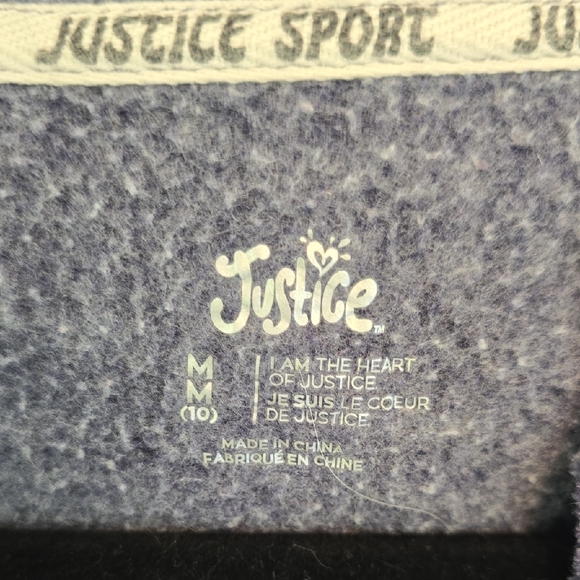 JUSTICE SPORT JU
Justice™
M
M
(10)
I AM THE HEART
OF JUSTICE
JE SUIS LE COEUR
DE JUSTICE
MADE IN CHINA
FABRIQUÉ EN CHINE